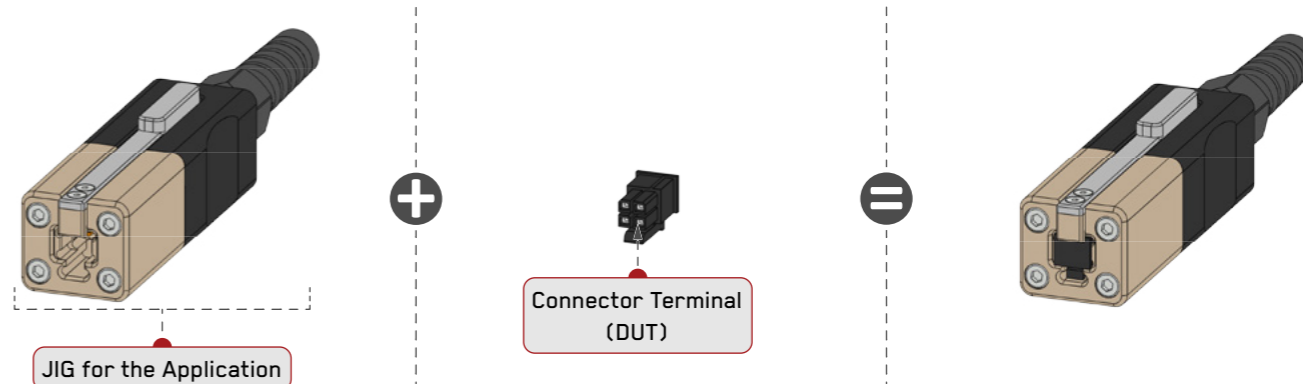 Connector Terminal
(DUT)
JIG for the Application